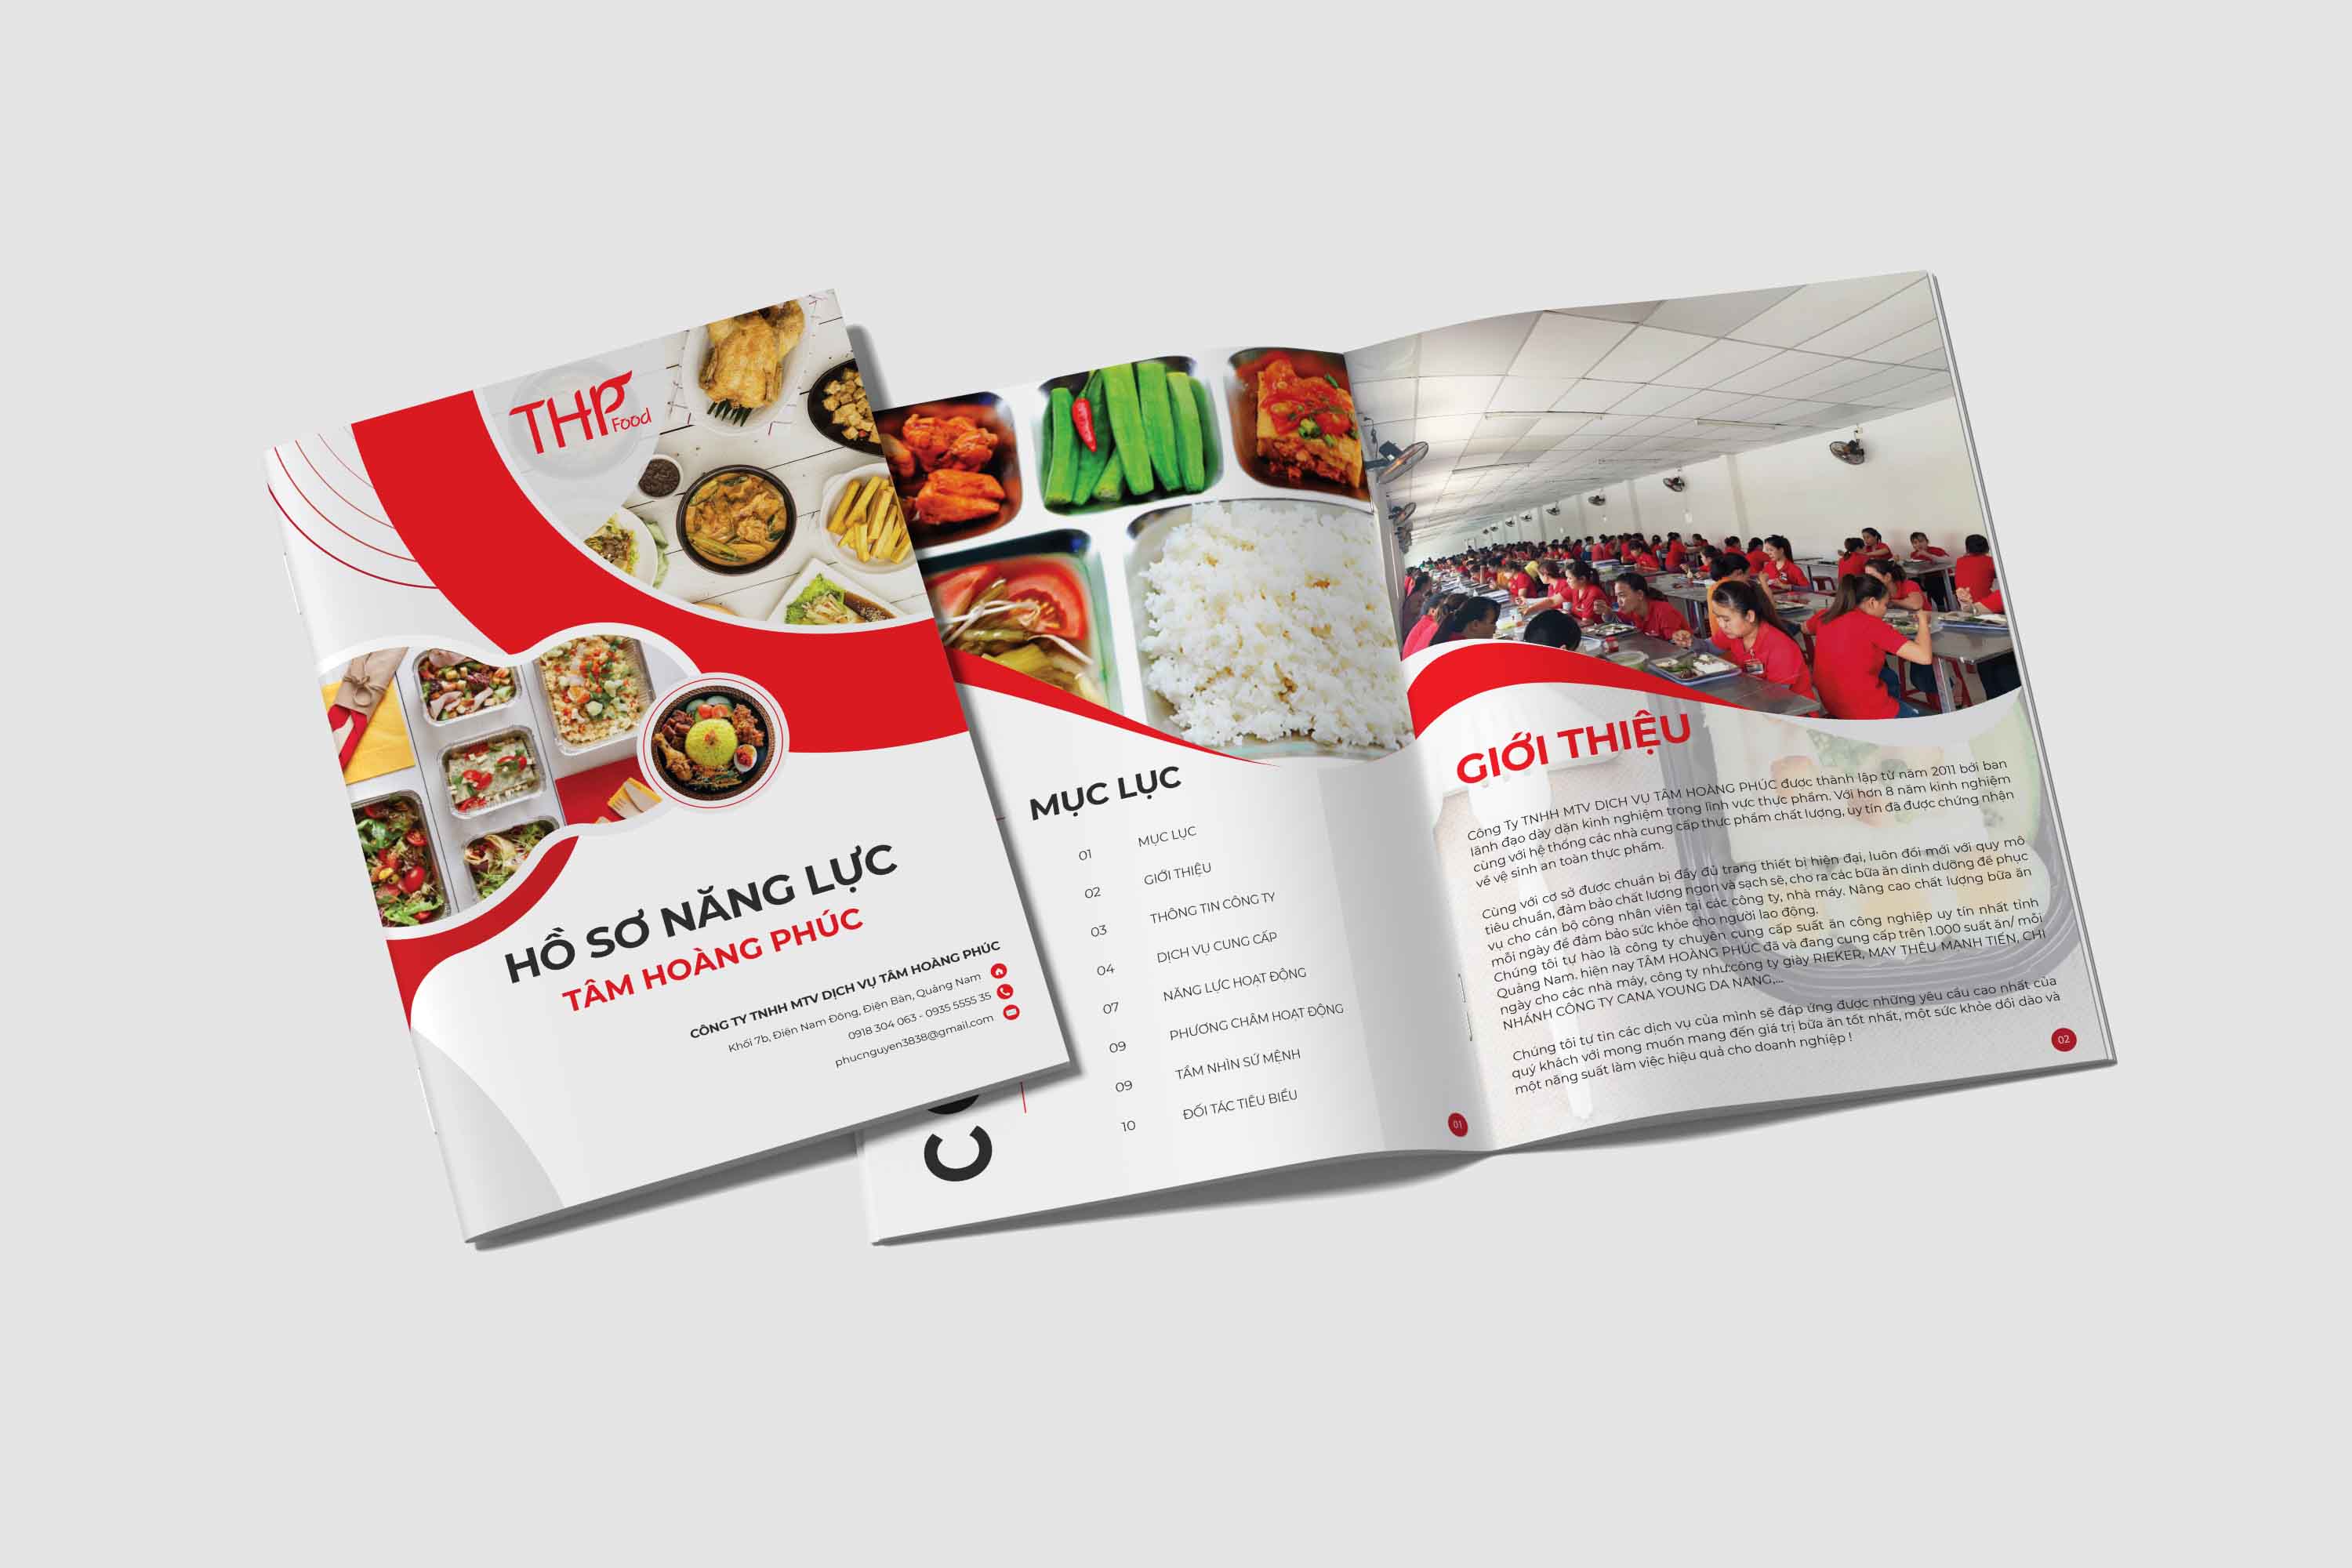 THP
Food
HỒ SƠ NĂNG LỰC
TÂM HOÀNG PHÚC
CÔNG TY TNHH MTV DỊCH VỤ TÂM HOÀNG PHÚC
Khối 7b, Điện Nam Đông, Điện Bàn, Quảng Nam
0918 304 063 - 0935 5555 35
phucnguyen3838@gmail.com
MỤC LỤC
01 MỤC LỤC
02 GIỚI THIỆU
03 THÔNG TIN CÔNG TY
04 DỊCH VỤ CUNG CẤP
07 NĂNG LỰC HOẠT ĐỘNG
09 PHƯƠNG CHÂM HOẠT ĐỘNG
09 TẦM NHÌN SỨ MỆNH
10 ĐỐI TÁC TIÊU BIỂU
01
GIỚI THIỆU
Công Ty TNHH MTV DỊCH VỤ TÂM HOÀNG PHÚC được thành lập từ năm 2011 bởi ban
lãnh đạo dày dặn kinh nghiệm trong lĩnh vực thực phẩm. Với hơn 8 năm kinh nghiệm
cùng với hệ thống các nhà cung cấp thực phẩm chất lượng, uy tín đã được chứng nhận
về vệ sinh an toàn thực phẩm.
Cùng với cơ sở được chuẩn bị đầy đủ trang thiết bị hiện đại, luôn đổi mới với quy mô
tiêu chuẩn, đảm bảo chất lượng ngon và sạch sẽ, cho ra các bữa ăn dinh dưỡng để phục
vụ cho cán bộ công nhân viên tại các công ty, nhà máy. Nâng cao chất lượng bữa ăn
mỗi ngày để đảm bảo sức khỏe cho người lao động.
Chúng tôi tự hào là công ty chuyên cung cấp suất ăn công nghiệp uy tín nhất tỉnh
Quảng Nam. hiện nay TÂM HOÀNG PHÚC đã và đang cung cấp trên 1.000 suất ăn/ mỗi
ngày cho các nhà máy, công ty như:công ty giày RIEKER, MAY THÊU MẠNH TIẾN, CHI
NHÁNH CÔNG TY CANA YOUNG DA NANG,...
Chúng tôi tự tin các dịch vụ của mình sẽ đáp ứng được những yêu cầu cao nhất của
quý khách với mong muốn mang đến giá trị bữa ăn tốt nhất, một sức khỏe dồi dào và
một năng suất làm việc hiệu quả cho doanh nghiệp !
02